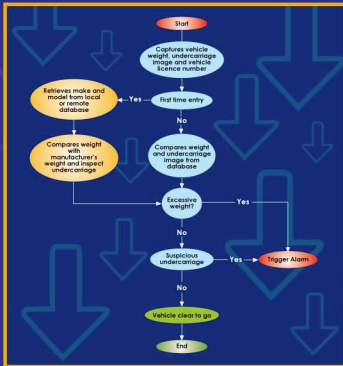 Start
Captures vehicle
weight, undercarriage
image and vehicle
licence number
Retrieves make and
model from local
or remote
database
Yes
First time entry
No
Compares weight
with
manufacturer's
weight and inspect
undercarriage
Compares weight
and undercarriage
image from
database
Excessive
weight?
Yes
No
Suspicious
undercarriage
Yes
Trigger Alarm
No
Vehicle clear to go
End